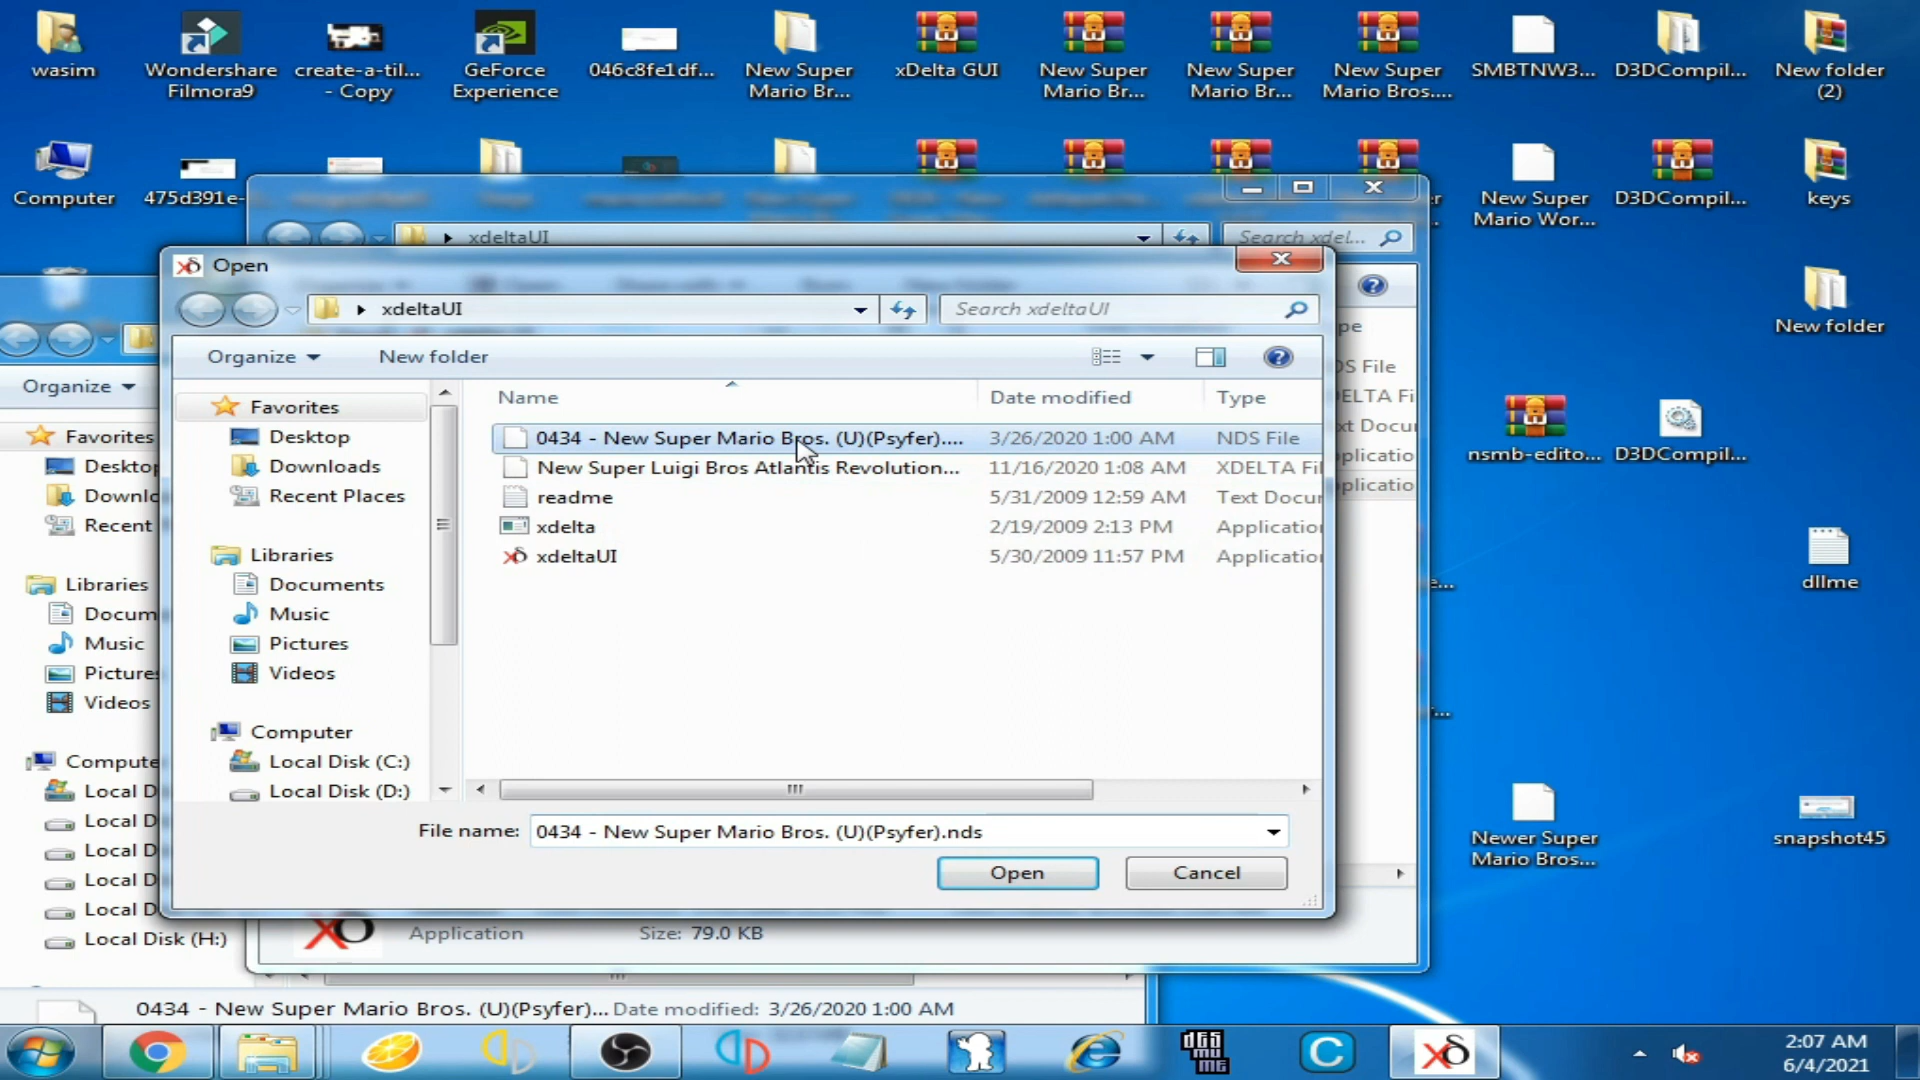 wasim
Wondershare
Filmora9
create-a-til...
- Copy
GeForce
Experience
046c8fe1df...
New Super
Mario Br...
xDelta GUI
New Super
Mario Br...
New Super
Mario Br...
New Super
Mario Bros....
SMBTNW3...
D3DCompil...
New folder
(2)
Computer
475d391e-
New Super
Mario Wor...
D3DCompil...
keys
xdeltaUI
Search xdel...
Open
xdeltaUI
Search xdeltaUI
New folder
Organize
New folder
Organize
Name
Date modified
Type
Favorites
0434 - New Super Mario Bros. (U)(Psyfer)....
3/26/2020 1:00 AM
NDS File
Desktop
New Super Luigi Bros Atlantis Revolution...
11/16/2020 1:08 AM
XDELTA Fil
Downloads
readme
5/31/2009 12:59 AM
Text Docur
Recent Places
xdelta
2/19/2009 2:13 PM
Applicatio
xdeltaUI
5/30/2009 11:57 PM
Applicatio
Libraries
Documents
Music
Pictures
Videos
Computer
Local Disk (C:)
Local Disk (D:)
File name:
0434 - New Super Mario Bros. (U)(Psyfer).nds
Open
Cancel
pe
DS File
ELTA Fi
xt Docu
plicatio
plicatio
nsmb-edito...
D3DCompil...
dllme
e...
Newer Super
Mario Bros...
snapshot45
Favorites
Desktop
Downlo
Recent
Libraries
Docum
Music
Pictures
Videos
Compute
Local D
Local D
Local D
Local D
Local D
Local Disk (H:)
Application
Size: 79.0 KB
0434 - New Super Mario Bros. (U)(Psyfer)...
Date modified: 3/26/2020 1:00 AM
DeSmuME
2:07 AM
6/4/2021